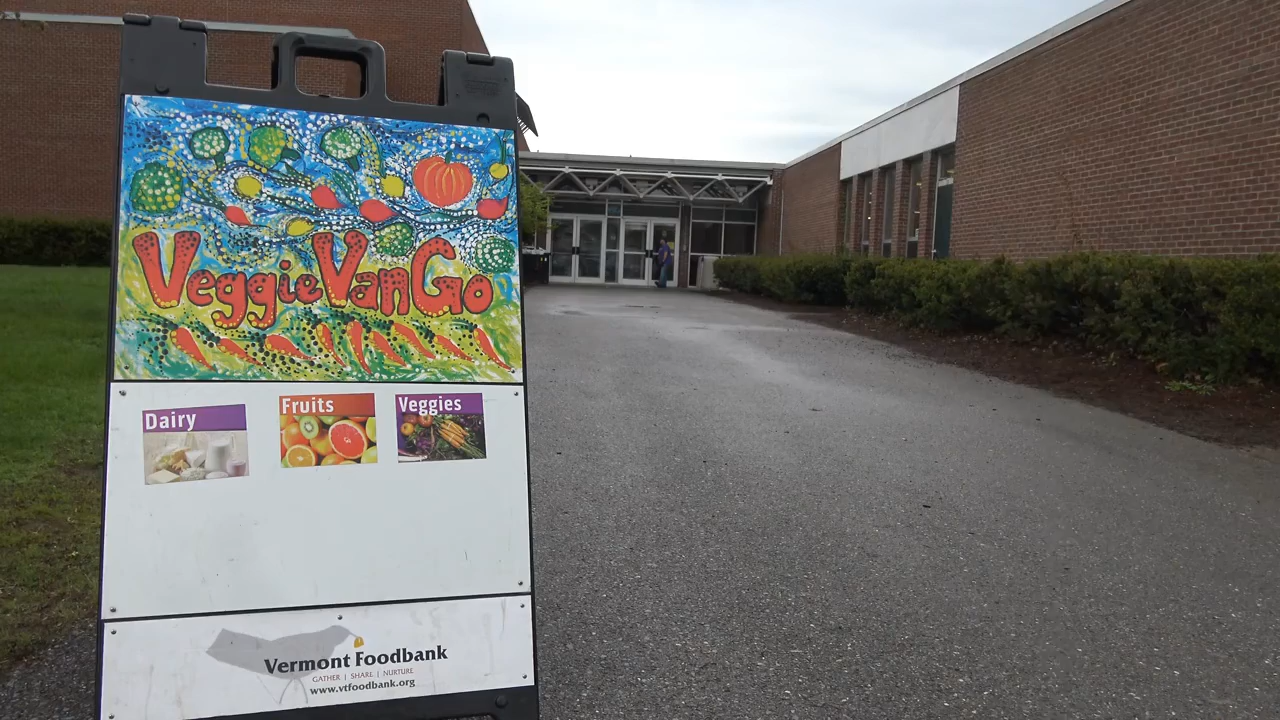 VeggieVanGo
Dairy
Fruits
Veggies
Vermont Foodbank
GATHER | SHARE | NURTURE
www.vtfoodbank.org